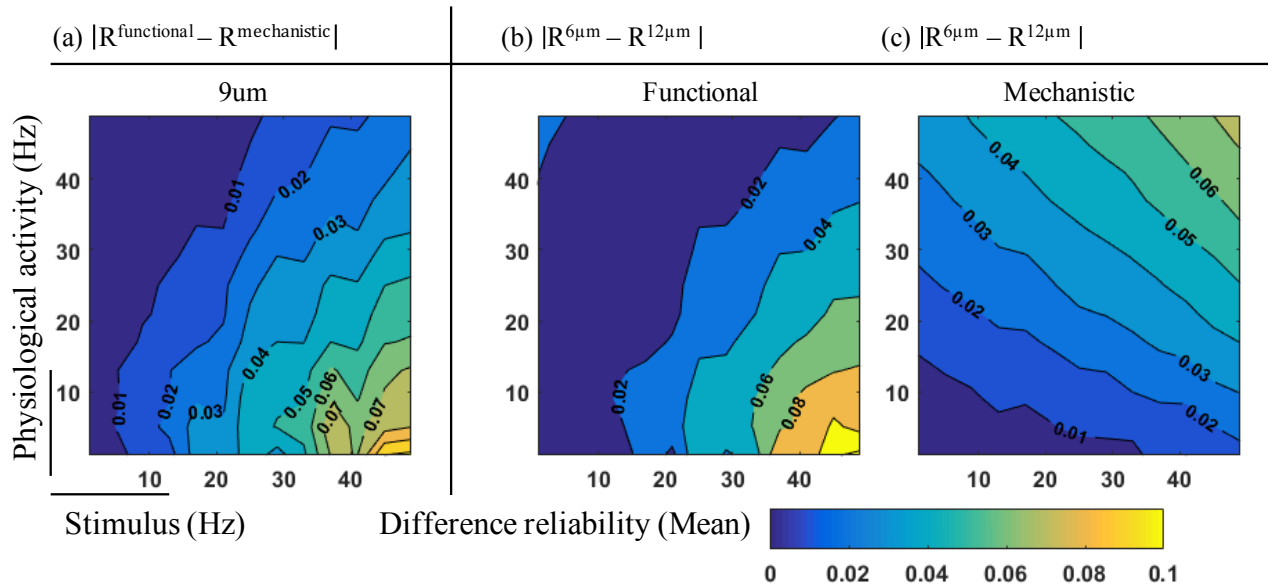 (a) |R^functional – R^mechanistic|
(b) |R^6µm – R^12µm |
(c) |R^6µm – R^12µm |
9um
Functional
Mechanistic
Physiological activity (Hz)
40
30
20
10
10 20 30 40
0.01
0.02
0.03
0.01
0.02
0.03
0.04
0.05
0.06
0.07
0.07
40
30
20
10
10 20 30 40
0.02
0.04
0.02
0.06
0.08
40
30
20
10
10 20 30 40
0.04
0.06
0.03
0.05
0.02
0.03
0.02
0.01
Stimulus (Hz)
Difference reliability (Mean)
0 0.02 0.04 0.06 0.08 0.1